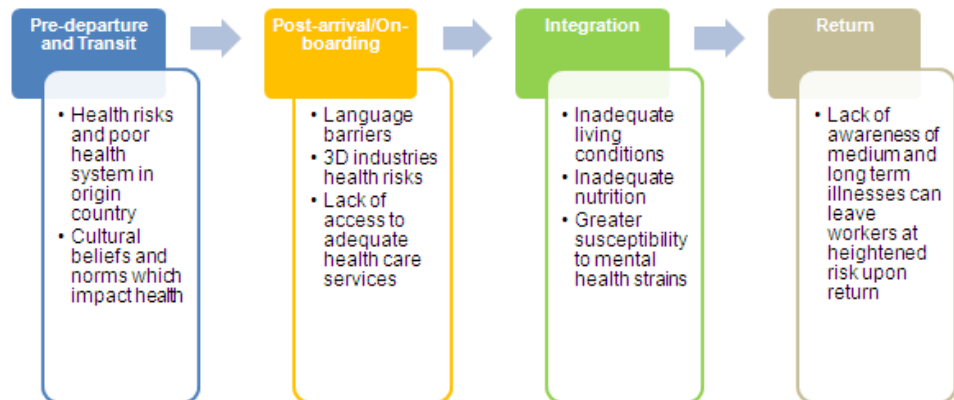 Pre-departure
and Transit
• Health risks
and poor
health
system in
origin
country
• Cultural
beliefs and
norms which
impact health
Post-arrival/On-
boarding
• Language
barriers
• 3D industries
health risks
• Lack of
access to
adequate
health care
services
Integration
• Inadequate
living
conditions
• Inadequate
nutrition
• Greater
susceptibility
to mental
health strains
Return
• Lack of
awareness of
medium and
long term
illnesses can
leave
workers at
heightened
risk upon
return